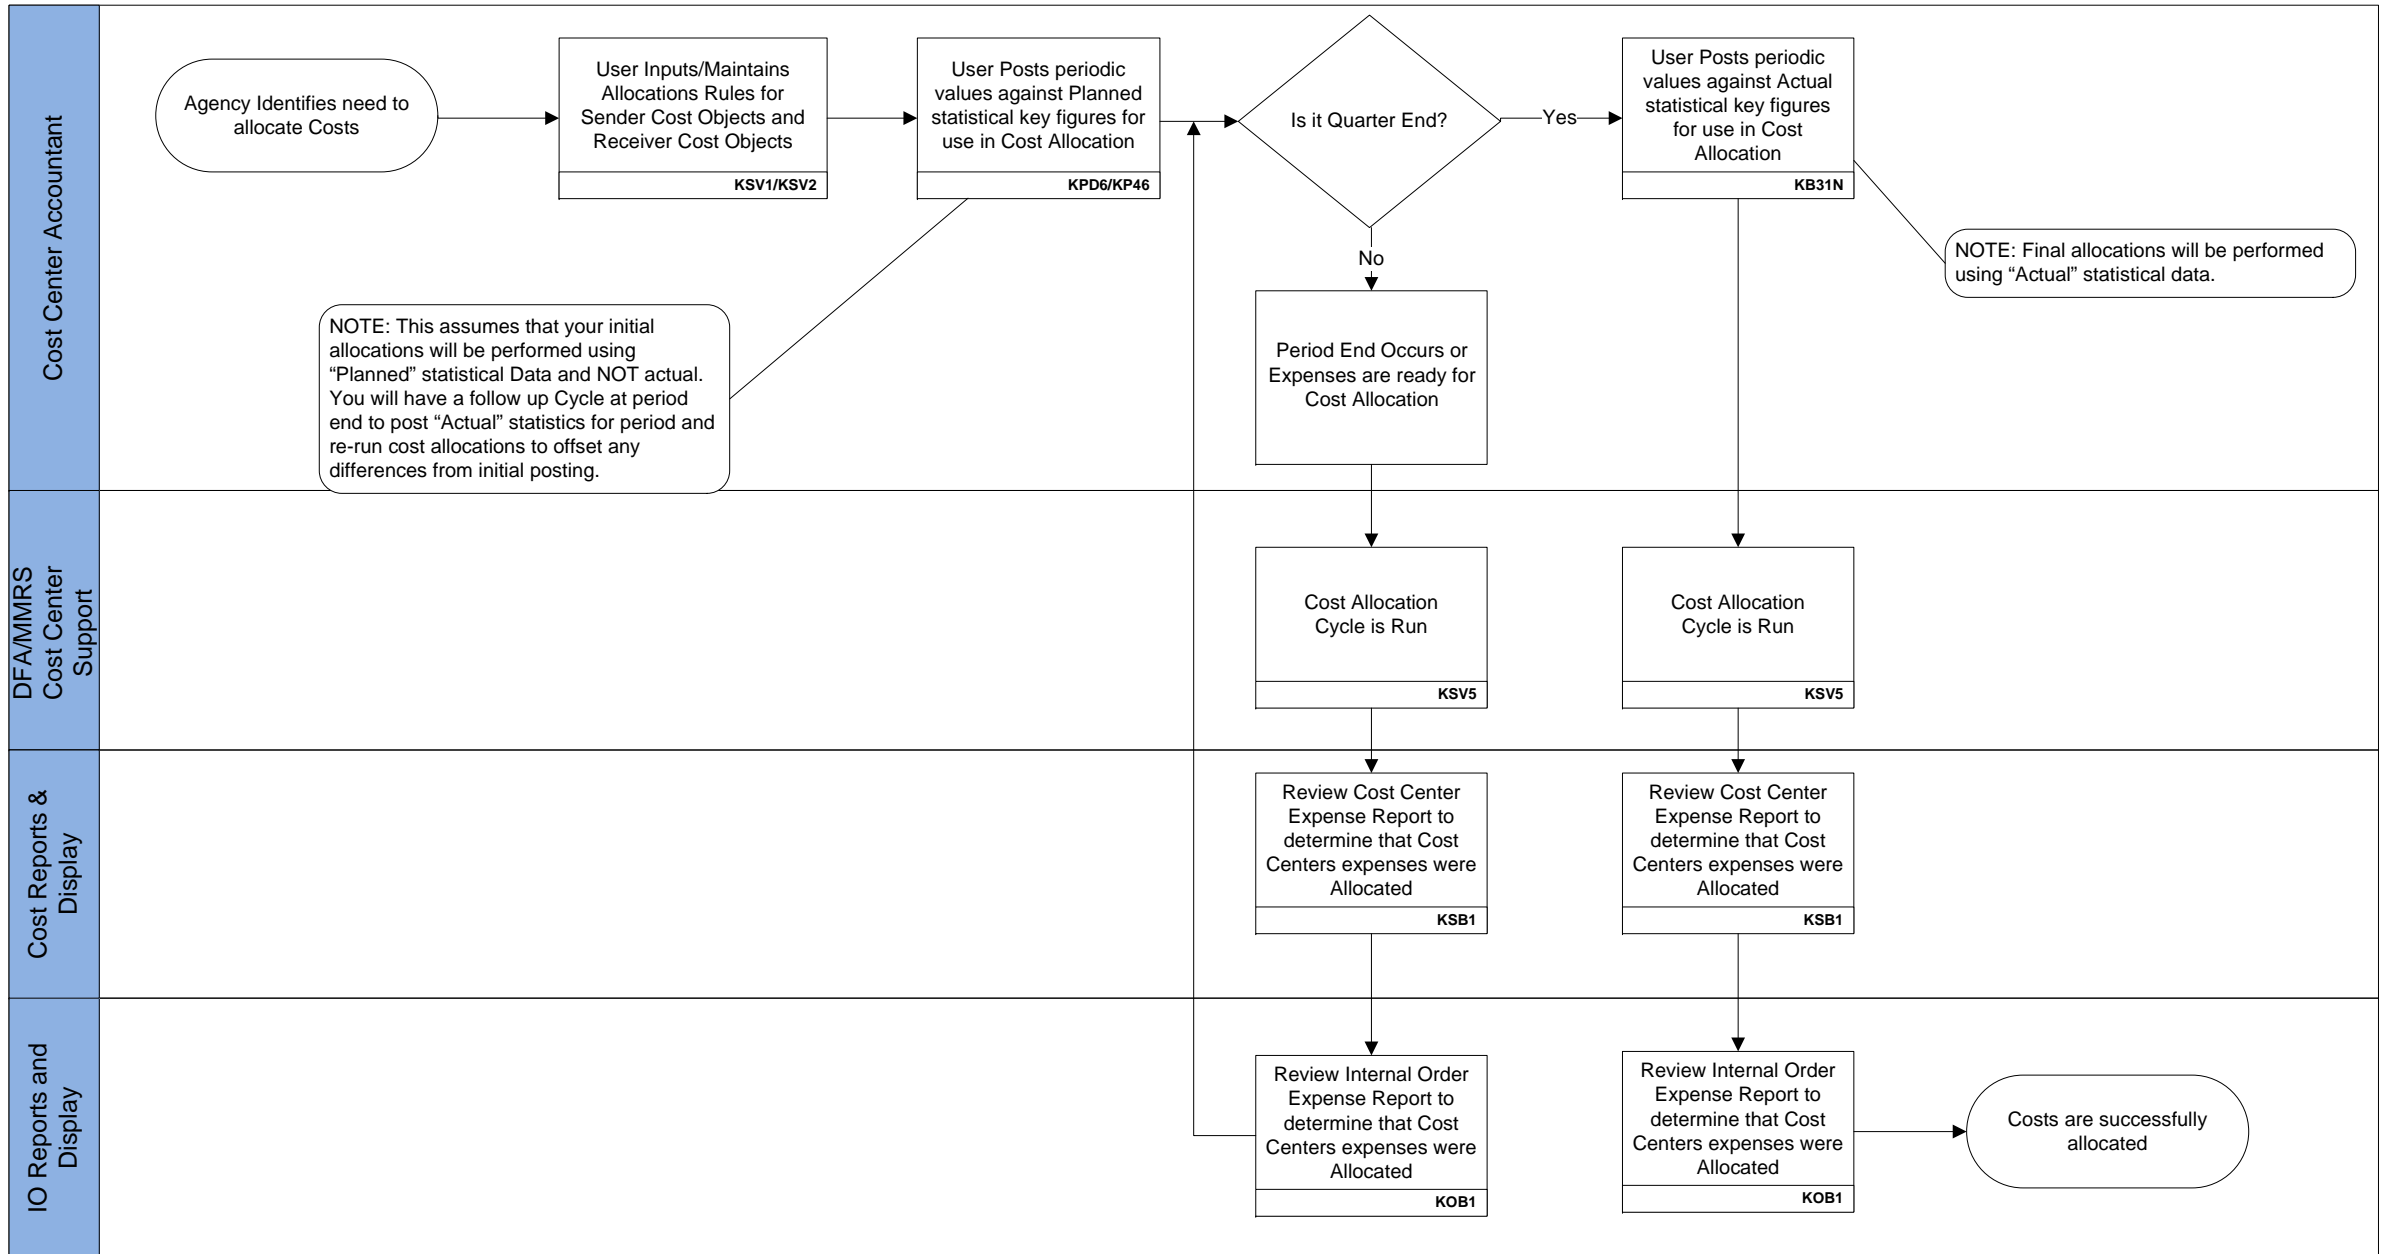 Cost Center Accountant
Agency Identifies need to
allocate Costs
User Inputs/Maintains
Allocations Rules for
Sender Cost Objects and
Receiver Cost Objects
KSV1/KSV2
User Posts periodic
values against Planned
statistical key figures for
use in Cost Allocation
KPD6/KP46
Is it Quarter End?
Yes
No
User Posts periodic
values against Actual
statistical key figures
for use in Cost
Allocation
KB31N
NOTE: Final allocations will be performed
using “Actual” statistical data.
NOTE: This assumes that your initial
allocations will be performed using
“Planned” statistical Data and NOT actual.
You will have a follow up Cycle at period
end to post “Actual” statistics for period and
re-run cost allocations to offset any
differences from initial posting.
Period End Occurs or
Expenses are ready for
Cost Allocation
DFA/MMRS
Cost Center
Support
Cost Allocation
Cycle is Run
KSV5
Cost Allocation
Cycle is Run
KSV5
Cost Reports &
Display
Review Cost Center
Expense Report to
determine that Cost
Centers expenses were
Allocated
KSB1
Review Cost Center
Expense Report to
determine that Cost
Centers expenses were
Allocated
KSB1
IO Reports and
Display
Review Internal Order
Expense Report to
determine that Cost
Centers expenses were
Allocated
KOB1
Review Internal Order
Expense Report to
determine that Cost
Centers expenses were
Allocated
KOB1
Costs are successfully
allocated